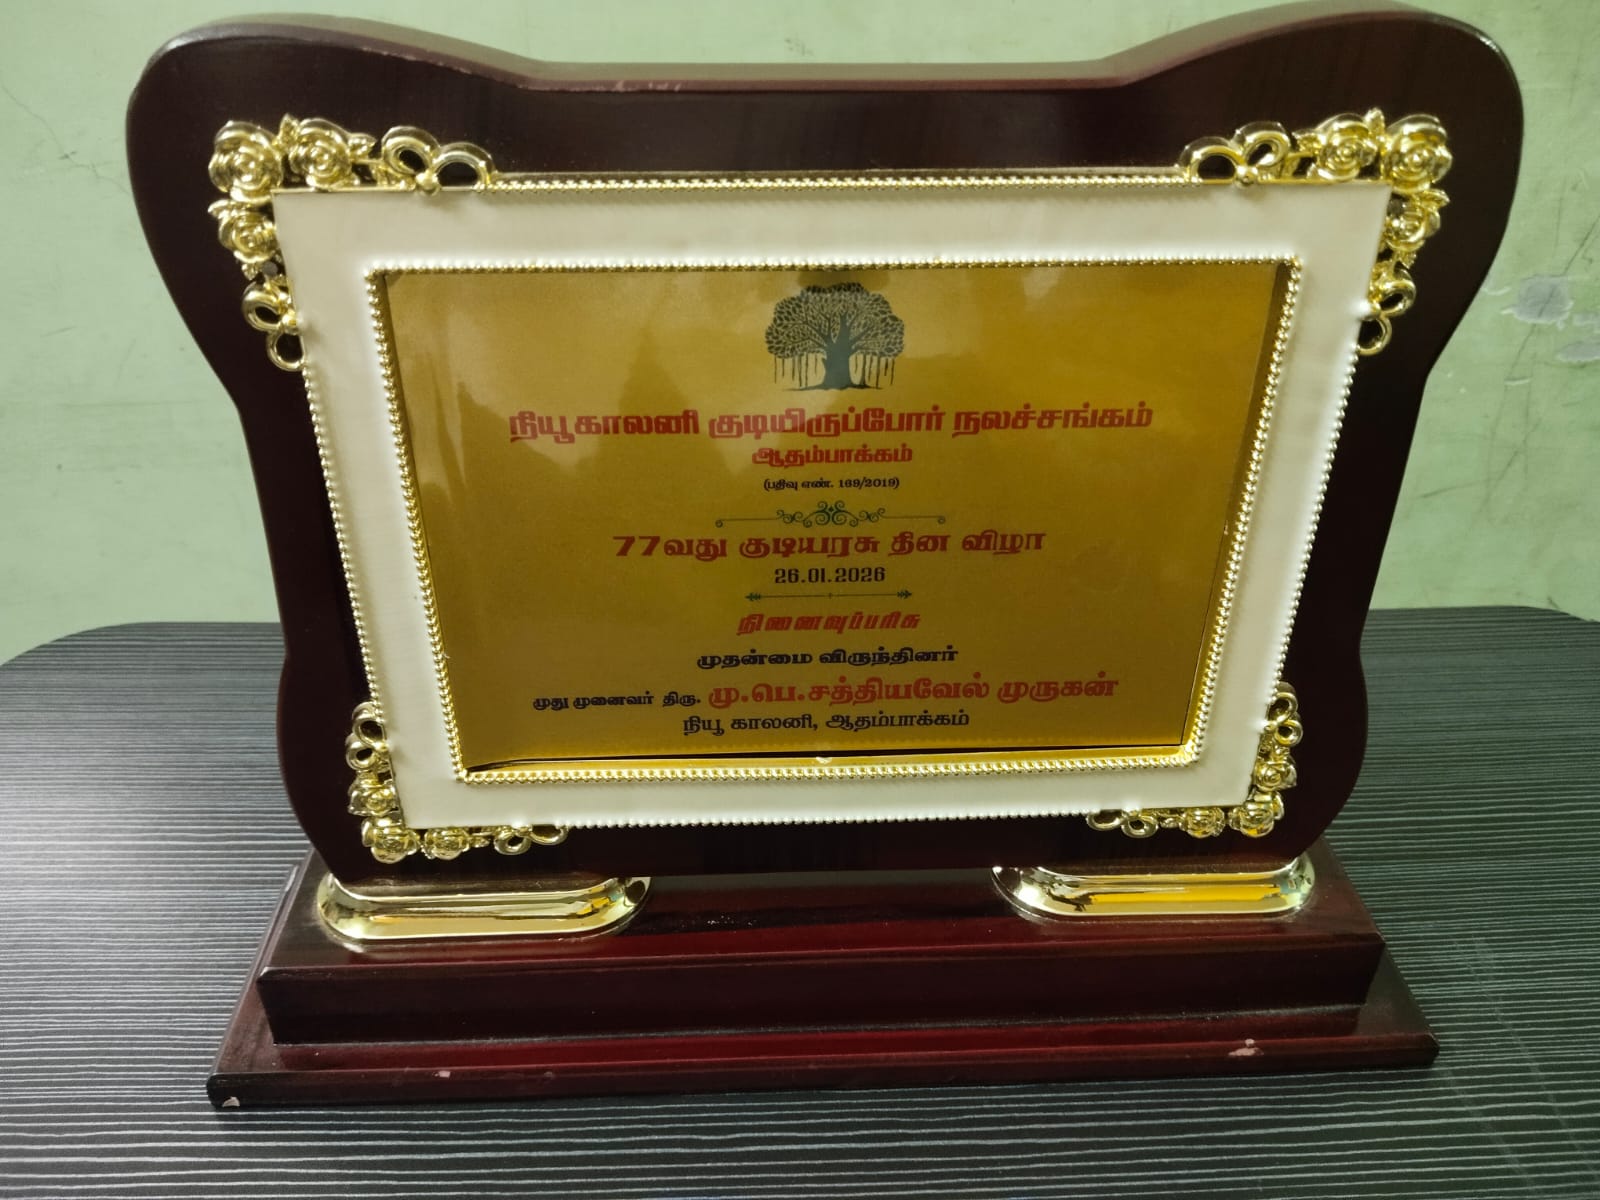 நியூகாலனி குடியிருப்போர் நலச்சங்கம்
ஆதம்பாக்கம்
(பதிவு எண். 169/2019)
77வது குடியரசு தின விழா
26.01.2026
நினைவுப்பரிசு
முதன்மை விருந்தினர்
முது முனைவர் திரு. மு.பெ.சத்தியவேல் முருகன்
நியூ காலனி, ஆதம்பாக்கம்